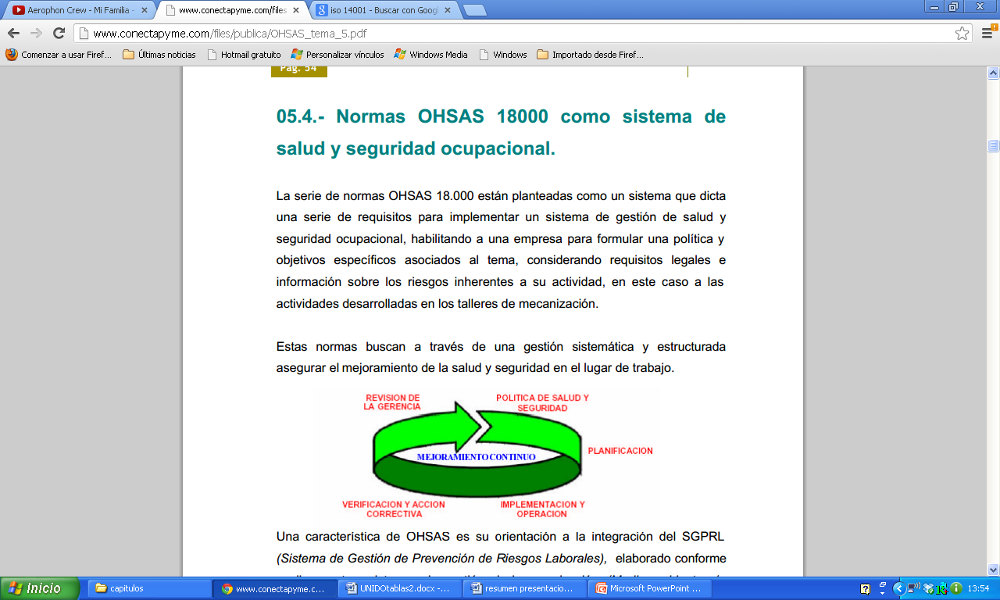 Aerophon Crew - Mi Familia -
www.conectapyme.com/files
iso 14001 - Buscar con Googl
www.conectapyme.com/files/publica/OHSAS_tema_5.pdf
Comenzar a usar Firef...
Últimas noticias
Hotmail gratuito
Personalizar vínculos
Windows Media
Windows
Importado desde Firef...
Pág. 54
05.4.- Normas OHSAS 18000 como sistema de
salud y seguridad ocupacional.
La serie de normas OHSAS 18.000 están planteadas como un sistema que dicta
una serie de requisitos para implementar un sistema de gestión de salud y
seguridad ocupacional, habilitando a una empresa para formular una política y
objetivos específicos asociados al tema, considerando requisitos legales e
información sobre los riesgos inherentes a su actividad, en este caso a las
actividades desarrolladas en los talleres de mecanización.
Estas normas buscan a través de una gestión sistemática y estructurada
asegurar el mejoramiento de la salud y seguridad en el lugar de trabajo.
REVISION DE
LA GERENCIA
POLITICA DE SALUD Y
SEGURIDAD
PLANIFICACION
MEJORAMIENTO CONTINUO
VERIFICACION Y ACCION
CORRECTIVA
IMPLEMENTACION Y
OPERACION
Una característica de OHSAS es su orientación a la integración del SGPRL
(Sistema de Gestión de Prevención de Riesgos Laborales), elaborado conforme
Inicio
capitulos
www.conectapyme.c...
UNIDOtablas2.docx -...
resumen presentacio...
Microsoft PowerPoint ...
13:54